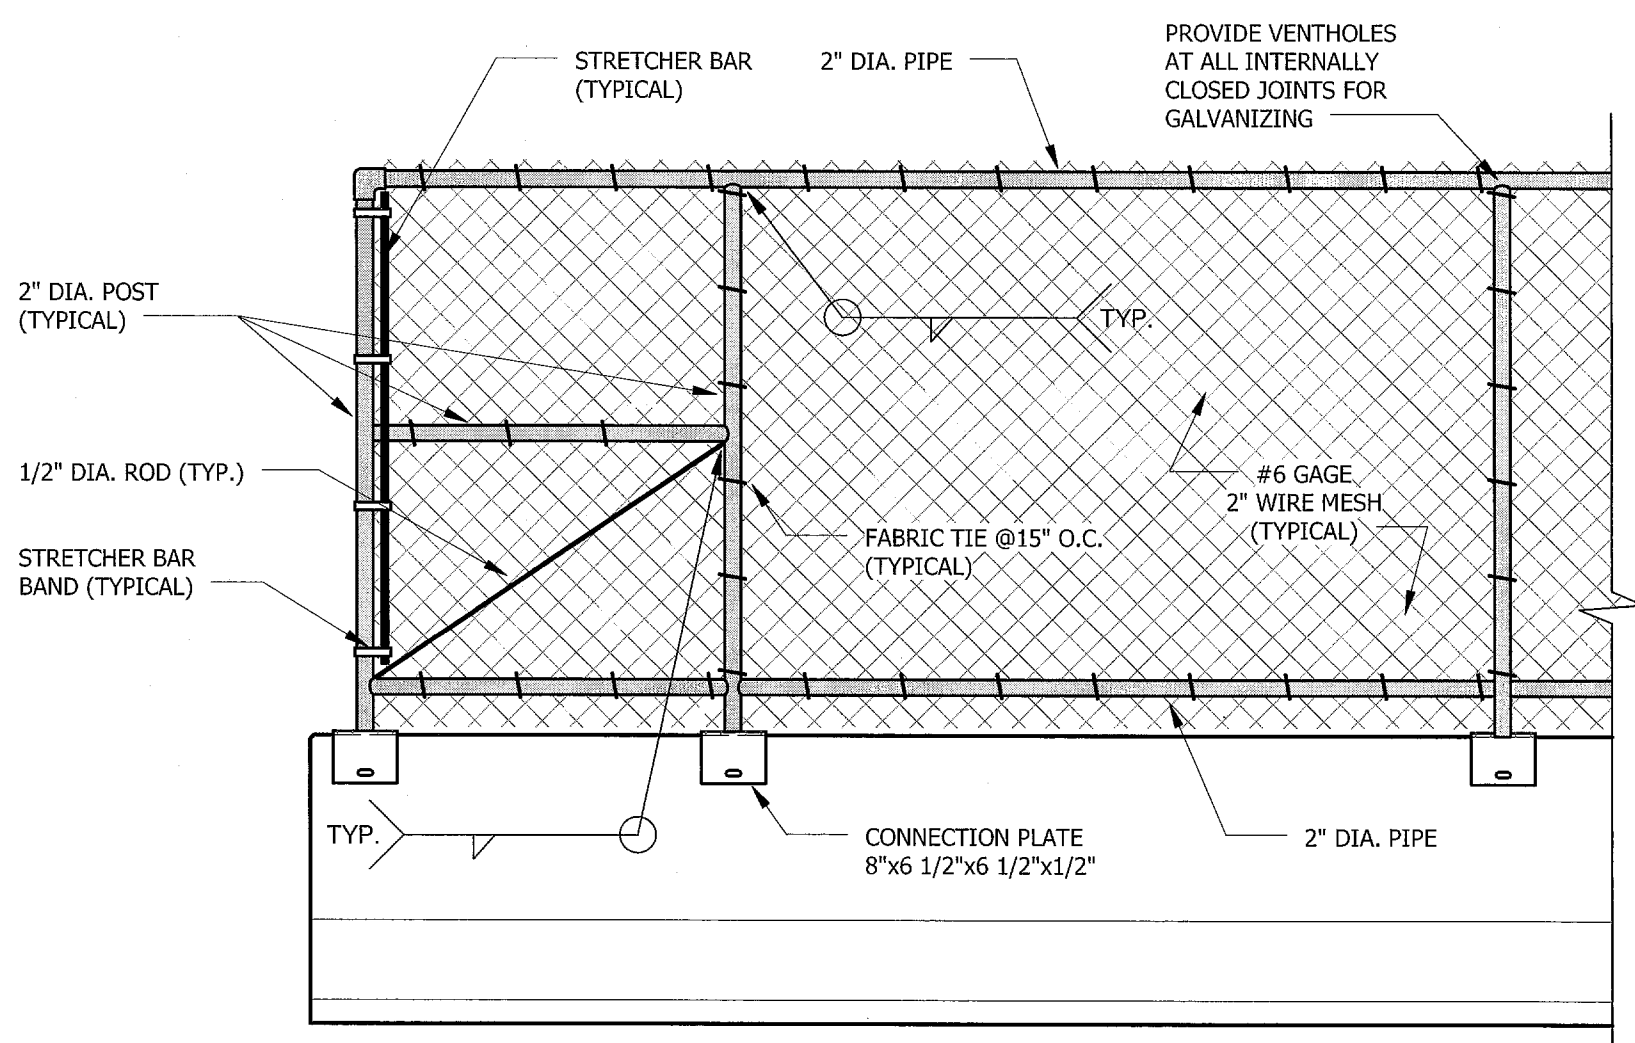 STRETCHER BAR
(TYPICAL)
2" DIA. PIPE
PROVIDE VENTHOLES
AT ALL INTERNALLY
CLOSED JOINTS FOR
GALVANIZING
2" DIA. POST
(TYPICAL)
TYP.
1/2" DIA. ROD (TYP.)
#6 GAGE
2" WIRE MESH
(TYPICAL)
FABRIC TIE @15" O.C.
(TYPICAL)
STRETCHER BAR
BAND (TYPICAL)
TYP.
CONNECTION PLATE
8"x6 1/2"x6 1/2"x1/2"
2" DIA. PIPE